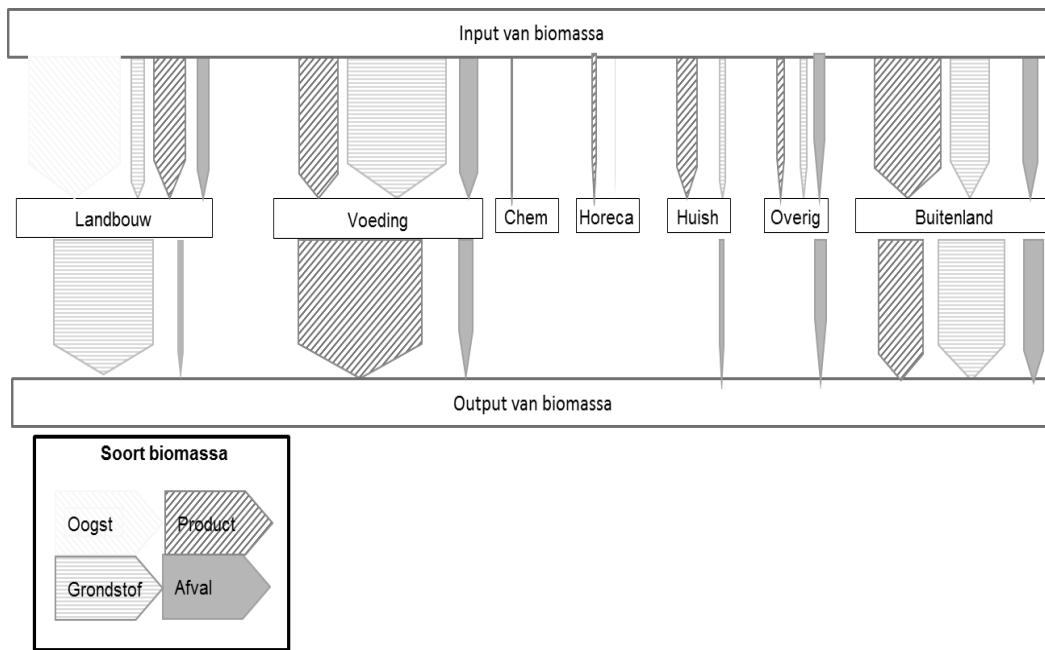 Input van biomassa
Landbouw
Voeding
Chem
Horeca
Huish
Overig
Buitenland
Output van biomassa
Soort biomassa
Oogst
Product
Grondstof
Afval